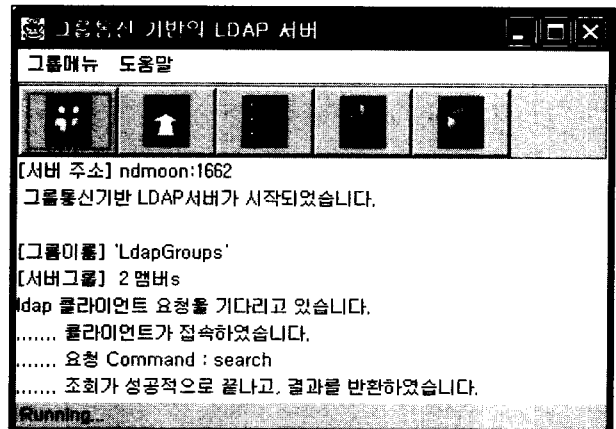 그룹통신 기반의 LDAP 서버
그룹메뉴 도움말
[서버 주소] ndmoon:1662
그룹통신기반 LDAP서버가 시작되었습니다.
[그룹이름] 'LdapGroups'
[서버그룹] 2 멤버s
ldap 클라이언트 요청을 기다리고 있습니다.
....... 클라이언트가 접속하였습니다.
....... 요청 Command : search
....... 조회가 성공적으로 끝나고, 결과를 반환하였습니다.
Running...